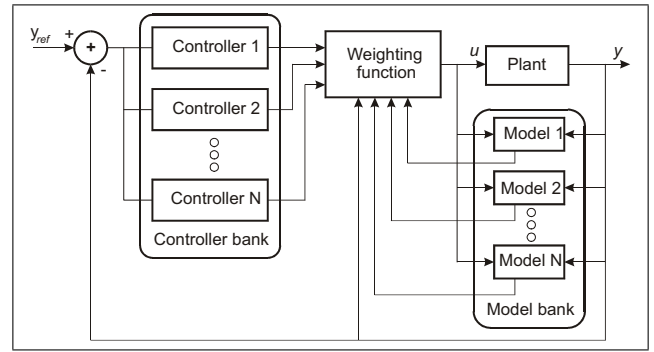 y_ref
+
+
-
Controller 1
Controller 2
Controller N
Controller bank
Weighting
function
u
Plant
y
Model 1
Model 2
Model N
Model bank